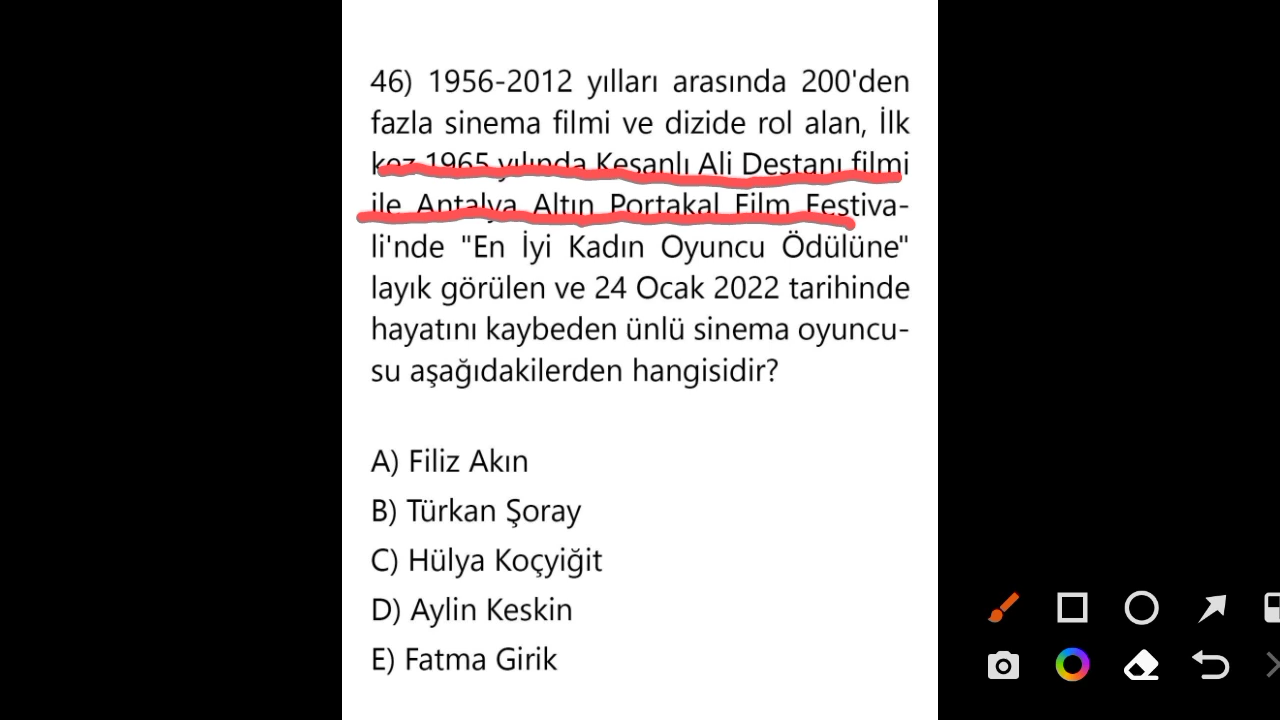 46) 1956-2012 yılları arasında 200'den
fazla sinema filmi ve dizide rol alan, İlk
kez 1965 yılında Keşanlı Ali Destanı filmi
ile Antalya Altın Portakal Film Festiva-
li'nde "En İyi Kadın Oyuncu Ödülüne"
layık görülen ve 24 Ocak 2022 tarihinde
hayatını kaybeden ünlü sinema oyuncu-
su aşağıdakilerden hangisidir?
A) Filiz Akın
B) Türkan Şoray
C) Hülya Koçyiğit
D) Aylin Keskin
E) Fatma Girik